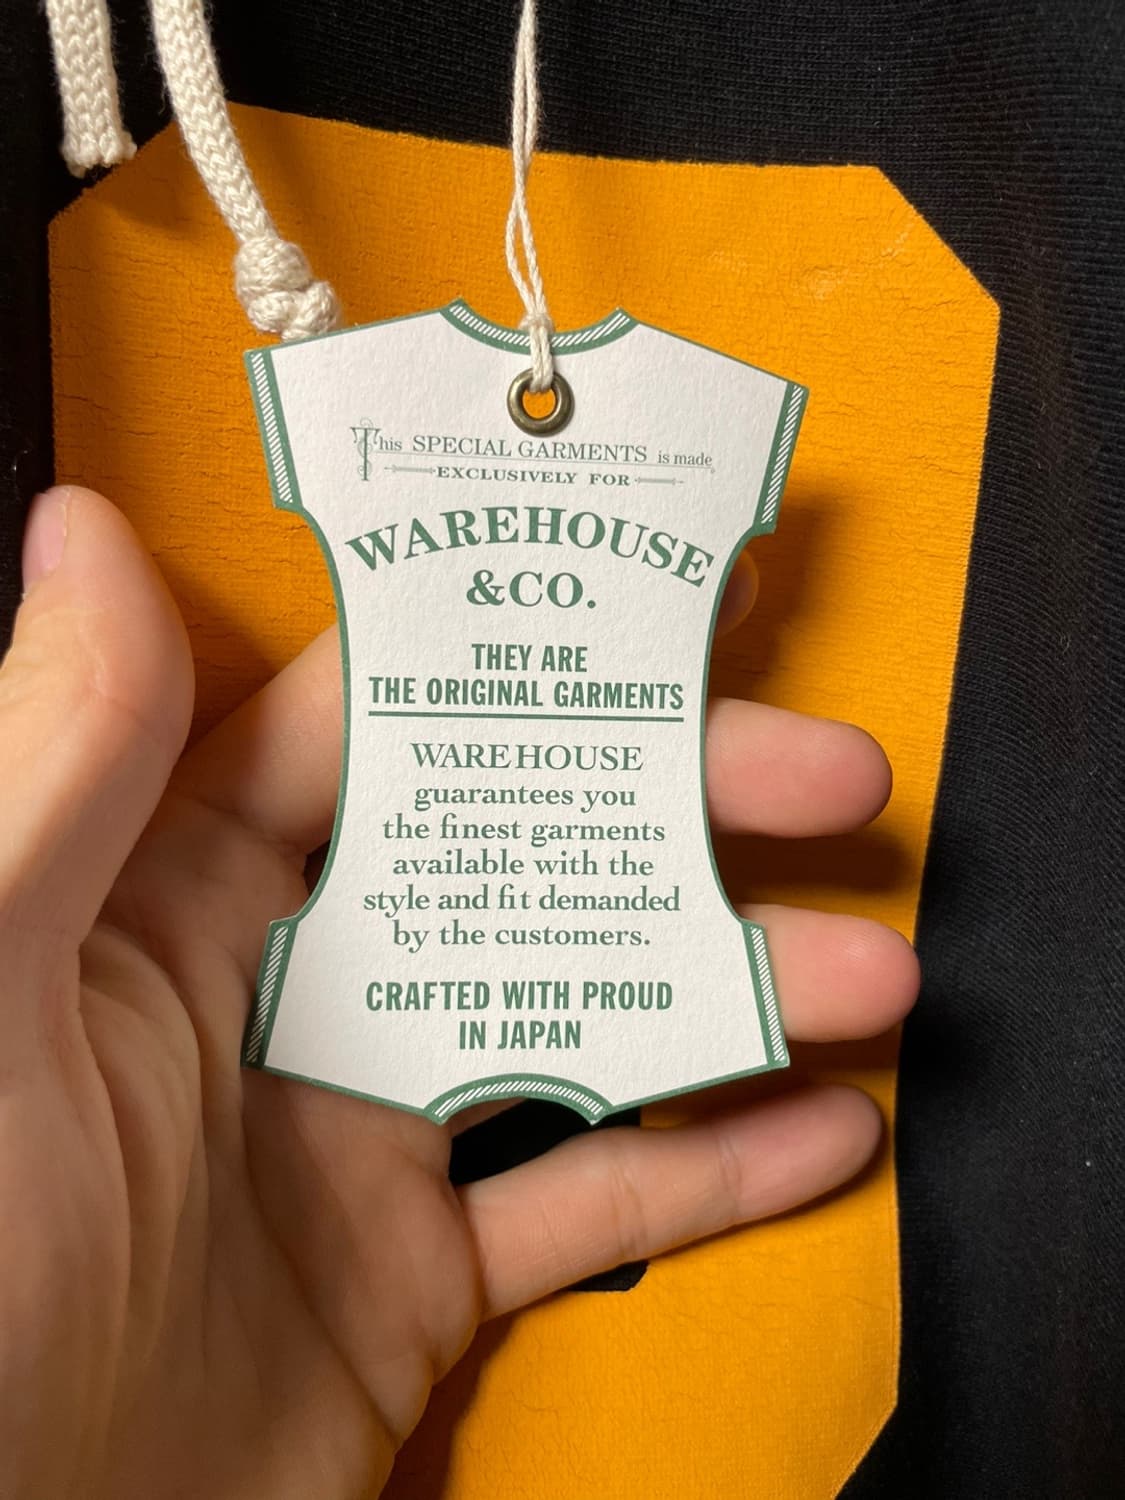 This SPECIAL GARMENTS is made
EXCLUSIVELY FOR
WAREHOUSE
&CO.
THEY ARE
THE ORIGINAL GARMENTS
WAREHOUSE
guarantees you
the finest garments
available with the
style and fit demanded
by the customers.
CRAFTED WITH PROUD
IN JAPAN